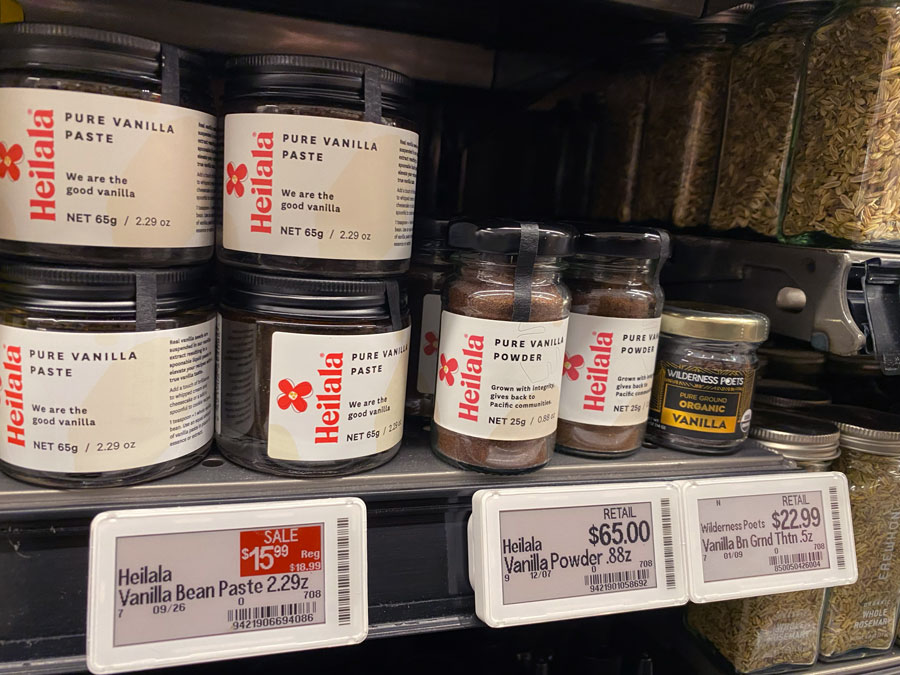 PURE VANILLA
PASTE
Heilala
We are the
good vanilla
NET 65g / 2.29 oz
PURE VANILLA
PASTE
Heilala
We are the
good vanilla
NET 65g / 2.29 oz
PURE VANILLA
PASTE
Heilala
We are the
good vanilla
NET 65g / 2.29 oz
PURE VANILLA
PASTE
Heilala
We are the
good vanilla
NET 65g / 2.29 oz
PURE VANILLA
POWDER
Heilala
Grown with integrity,
gives back to
Pacific communities.
NET 25g / 0.88 oz
PURE VANILLA
POWDER
Heilala
Grown with
gives back to
Pacific
NET 25g
WILDERNESS POETS
PURE GROUND
ORGANIC
VANILLA
SALE
$15.99 Reg
$18.99
Heilala
Vanilla Bean Paste 2.29z
7 09/26 0 708
9421906694086
RETAIL
$65.00
Heilala
Vanilla Powder .88z
9 12/07 0 708
9421901058692
N RETAIL
Wilderness Poets $22.99
Vanilla Bn Grnd Thtn .5z
7 01/09 0 708
850050426004
WHOLE
ROSEMARY